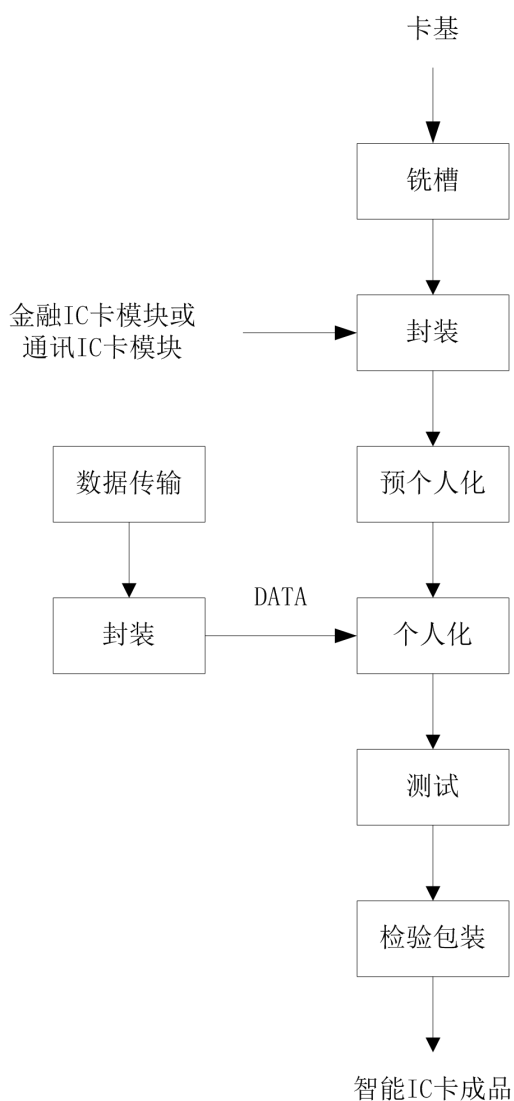 卡基
铣槽
金融IC卡模块或
通讯IC卡模块
封装
数据传输
预个人化
封装
DATA
个人化
测试
检验包装
智能IC卡成品